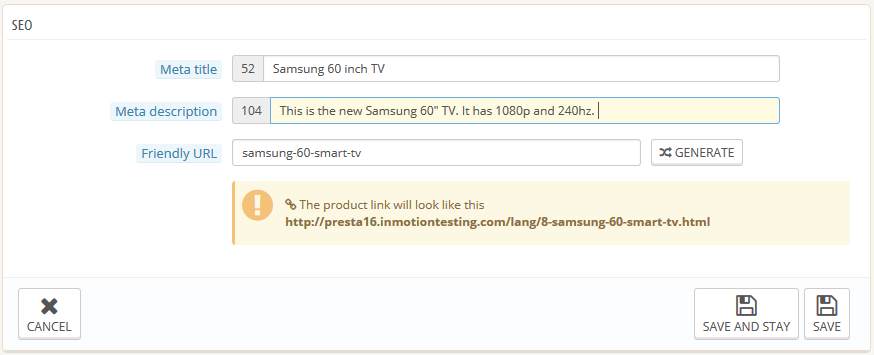 SEO
Meta title 52 Samsung 60 inch TV
Meta description 104 This is the new Samsung 60" TV. It has 1080p and 240hz.
Friendly URL samsung-60-smart-tv GENERATE
The product link will look like this
http://presta16.inmotiontesting.com/lang/8-samsung-60-smart-tv.html
CANCEL SAVE AND STAY SAVE